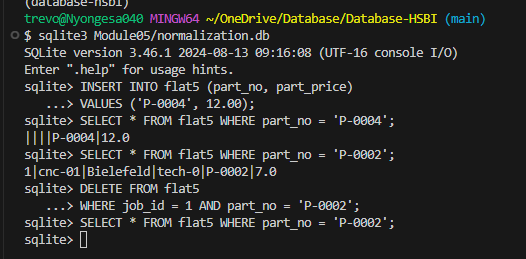 (database-hsbi)
trevo@Nyongesa040 MINGW64 ~/OneDrive/Database/Database-HSBI (main)
$ sqlite3 Module05/normalization.db
SQLite version 3.46.1 2024-08-13 09:16:08 (UTF-16 console I/O)
Enter ".help" for usage hints.
sqlite> INSERT INTO flat5 (part_no, part_price)
   ...> VALUES ('P-0004', 12.00);
sqlite> SELECT * FROM flat5 WHERE part_no = 'P-0004';
||||P-0004|12.0
sqlite> SELECT * FROM flat5 WHERE part_no = 'P-0002';
1|cnc-01|Bielefeld|tech-0|P-0002|7.0
sqlite> DELETE FROM flat5
   ...> WHERE job_id = 1 AND part_no = 'P-0002';
sqlite> SELECT * FROM flat5 WHERE part_no = 'P-0002';
sqlite>